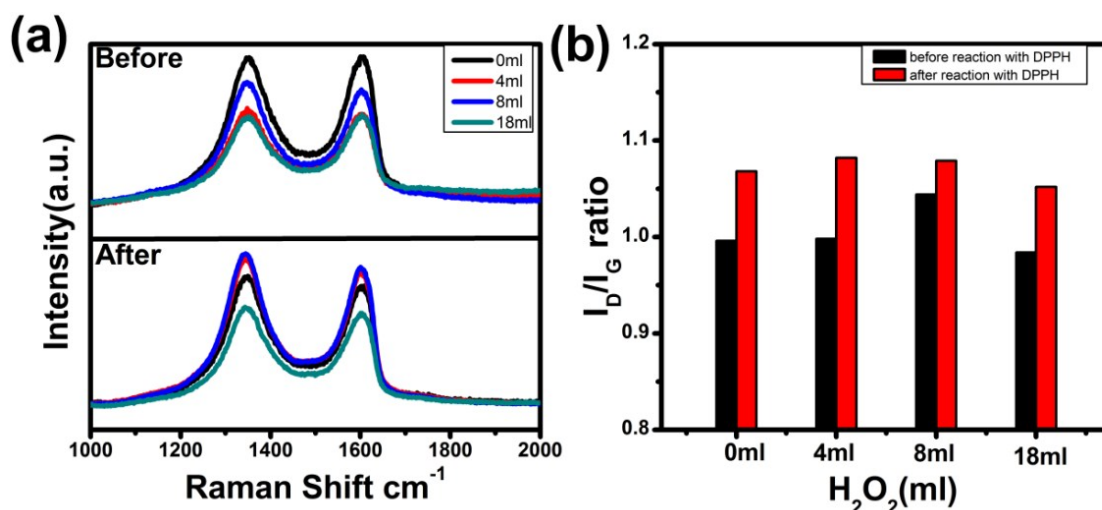 (a)
Before
0ml
4ml
8ml
18ml
After
Intensity(a.u.)
1000 1200 1400 1600 1800 2000
Raman Shift cm⁻¹
(b)
before reaction with DPPH
after reaction with DPPH
1.2
1.1
1.0
0.9
0.8
I_D/I_G ratio
0ml 4ml 8ml 18ml
H₂O₂(ml)